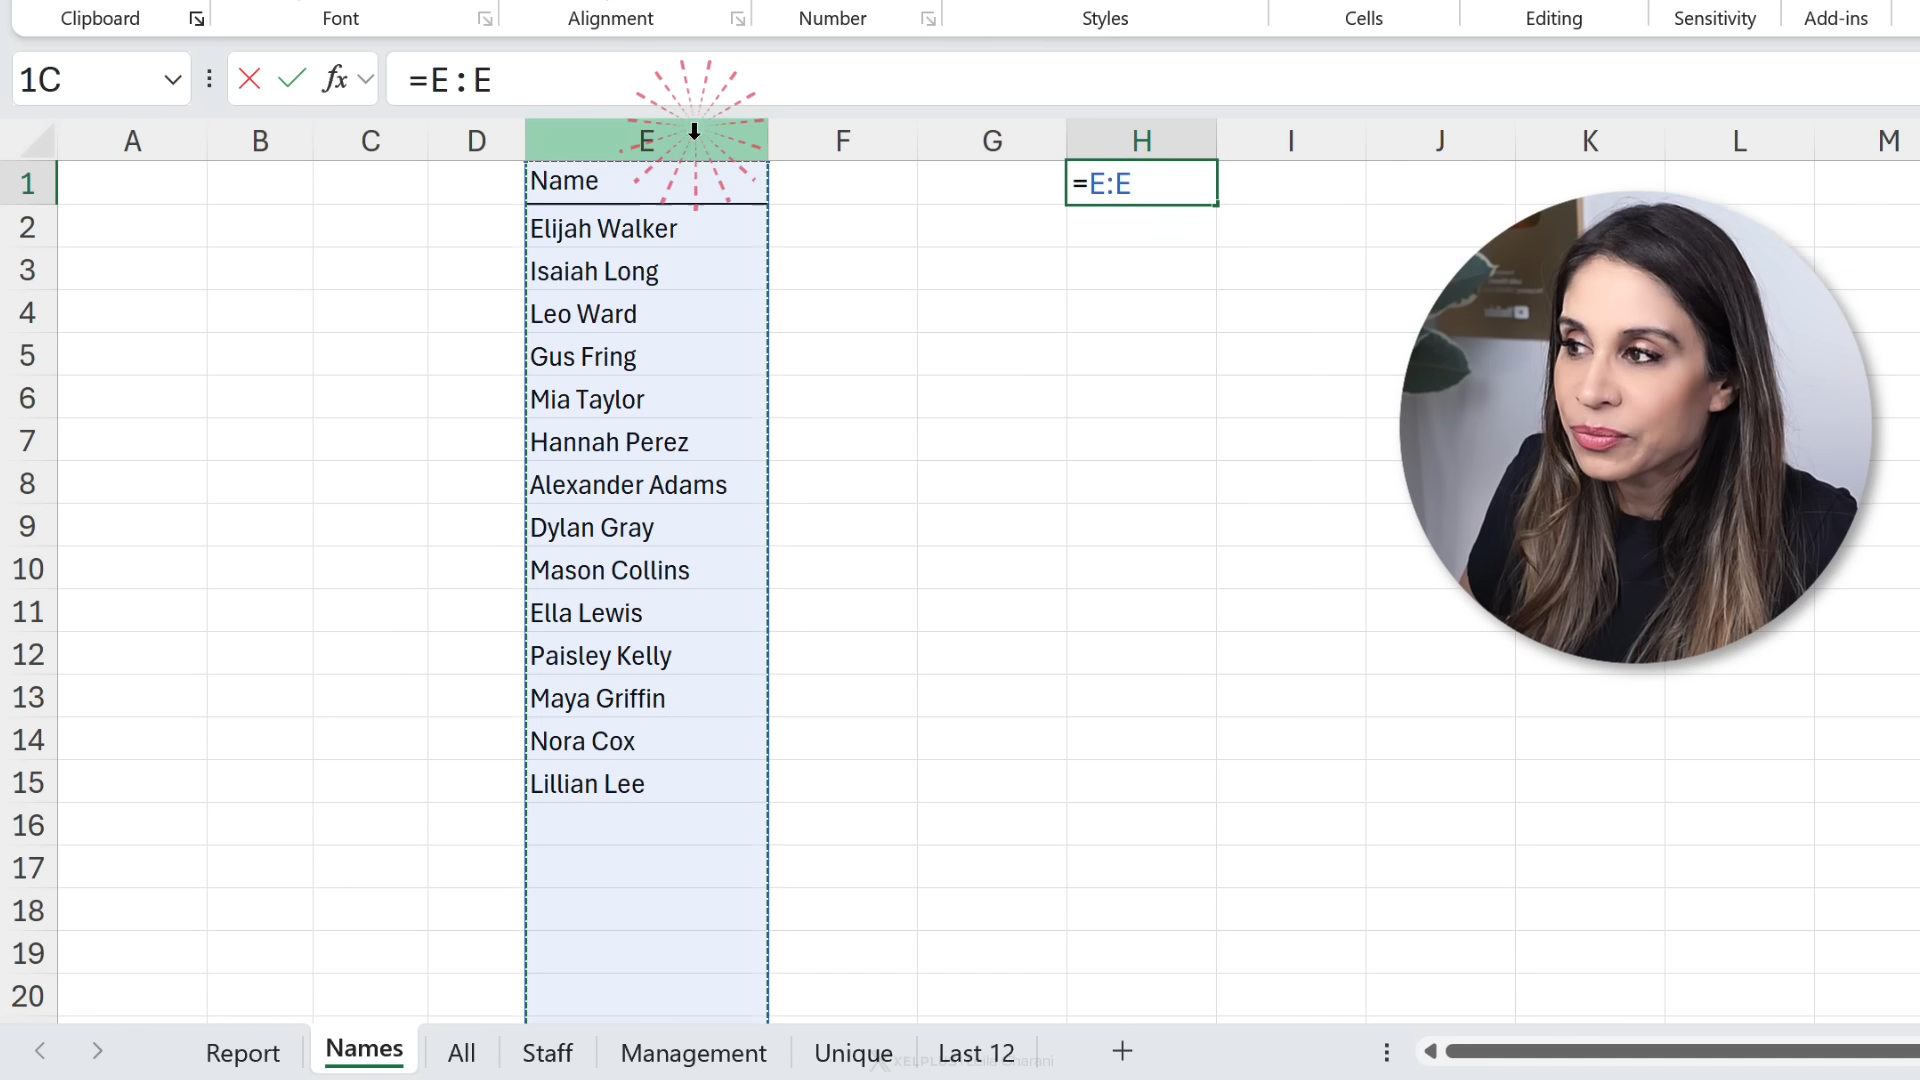 Clipboard Font Alignment Number Styles Cells Editing Sensitivity Add-ins
1C fx =E:E
A B C D E F G H I J K L M
1 Name =E:E
2 Elijah Walker
3 Isaiah Long
4 Leo Ward
5 Gus Fring
6 Mia Taylor
7 Hannah Perez
8 Alexander Adams
9 Dylan Gray
10 Mason Collins
11 Ella Lewis
12 Paisley Kelly
13 Maya Griffin
14 Nora Cox
15 Lillian Lee
16
17
18
19
20
Report Names All Staff Management Unique Last 12